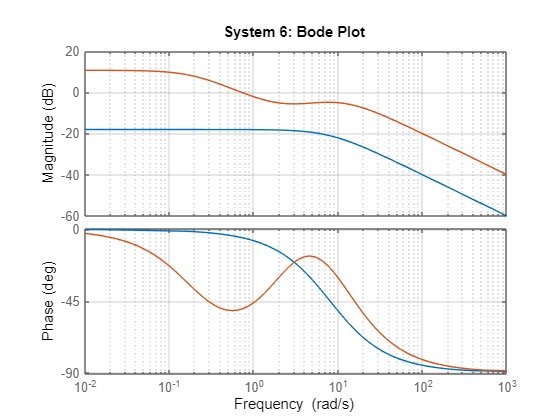 System 6: Bode Plot
Magnitude (dB)
20
0
-20
-40
-60
Phase (deg)
0
-45
-90
10^-2 10^-1 10^0 10^1 10^2 10^3
Frequency (rad/s)